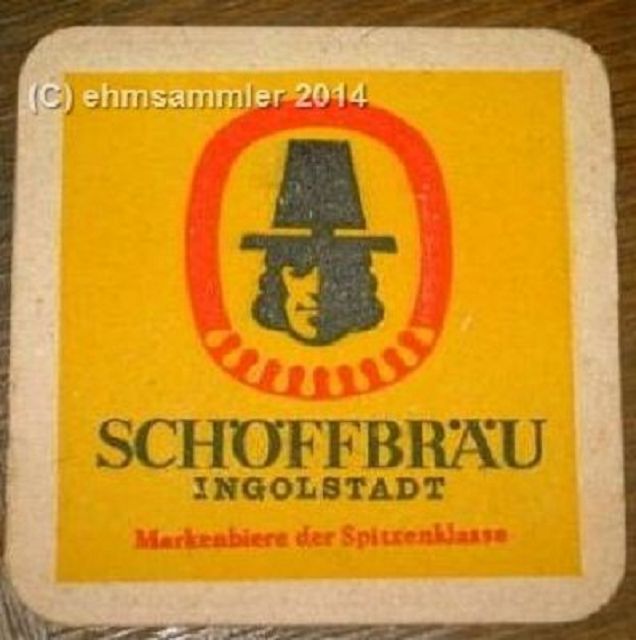 (C) ehmsammler 2014
SCHÖFFBRÄU
INGOLSTADT
Markenbiere der Spitzenklasse